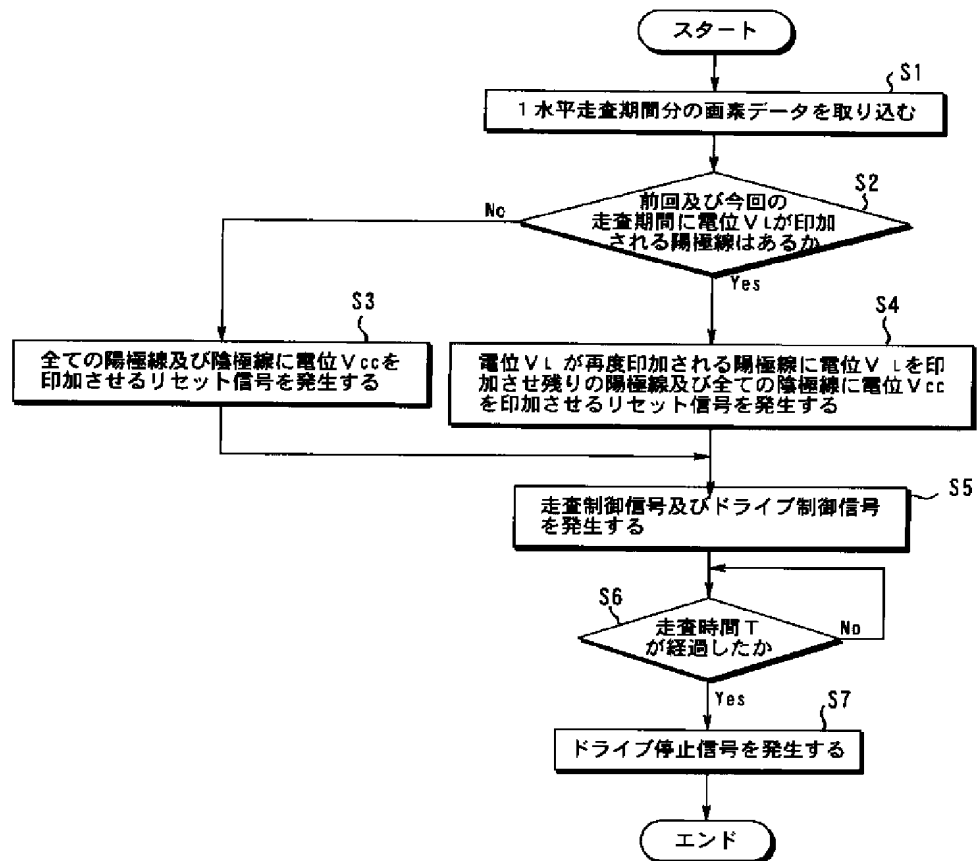 スタート
S1
1水平走査期間分の画素データを取り込む
S2
前回及び今回の
走査期間に電位VLが印加
される陽極線はあるか
No
Yes
S3
全ての陽極線及び陰極線に電位Vccを
印加させるリセット信号を発生する
S4
電位VLが再度印加される陽極線に電位VLを印
加させ残りの陽極線及び全ての陰極線に電位Vcc
を印加させるリセット信号を発生する
S5
走査制御信号及びドライブ制御信号
を発生する
S6
走査時間T
が経過したか
No
Yes
S7
ドライブ停止信号を発生する
エンド